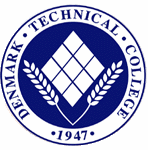 DENMARK • TECHNICAL • COLLEGE
• 1947 •